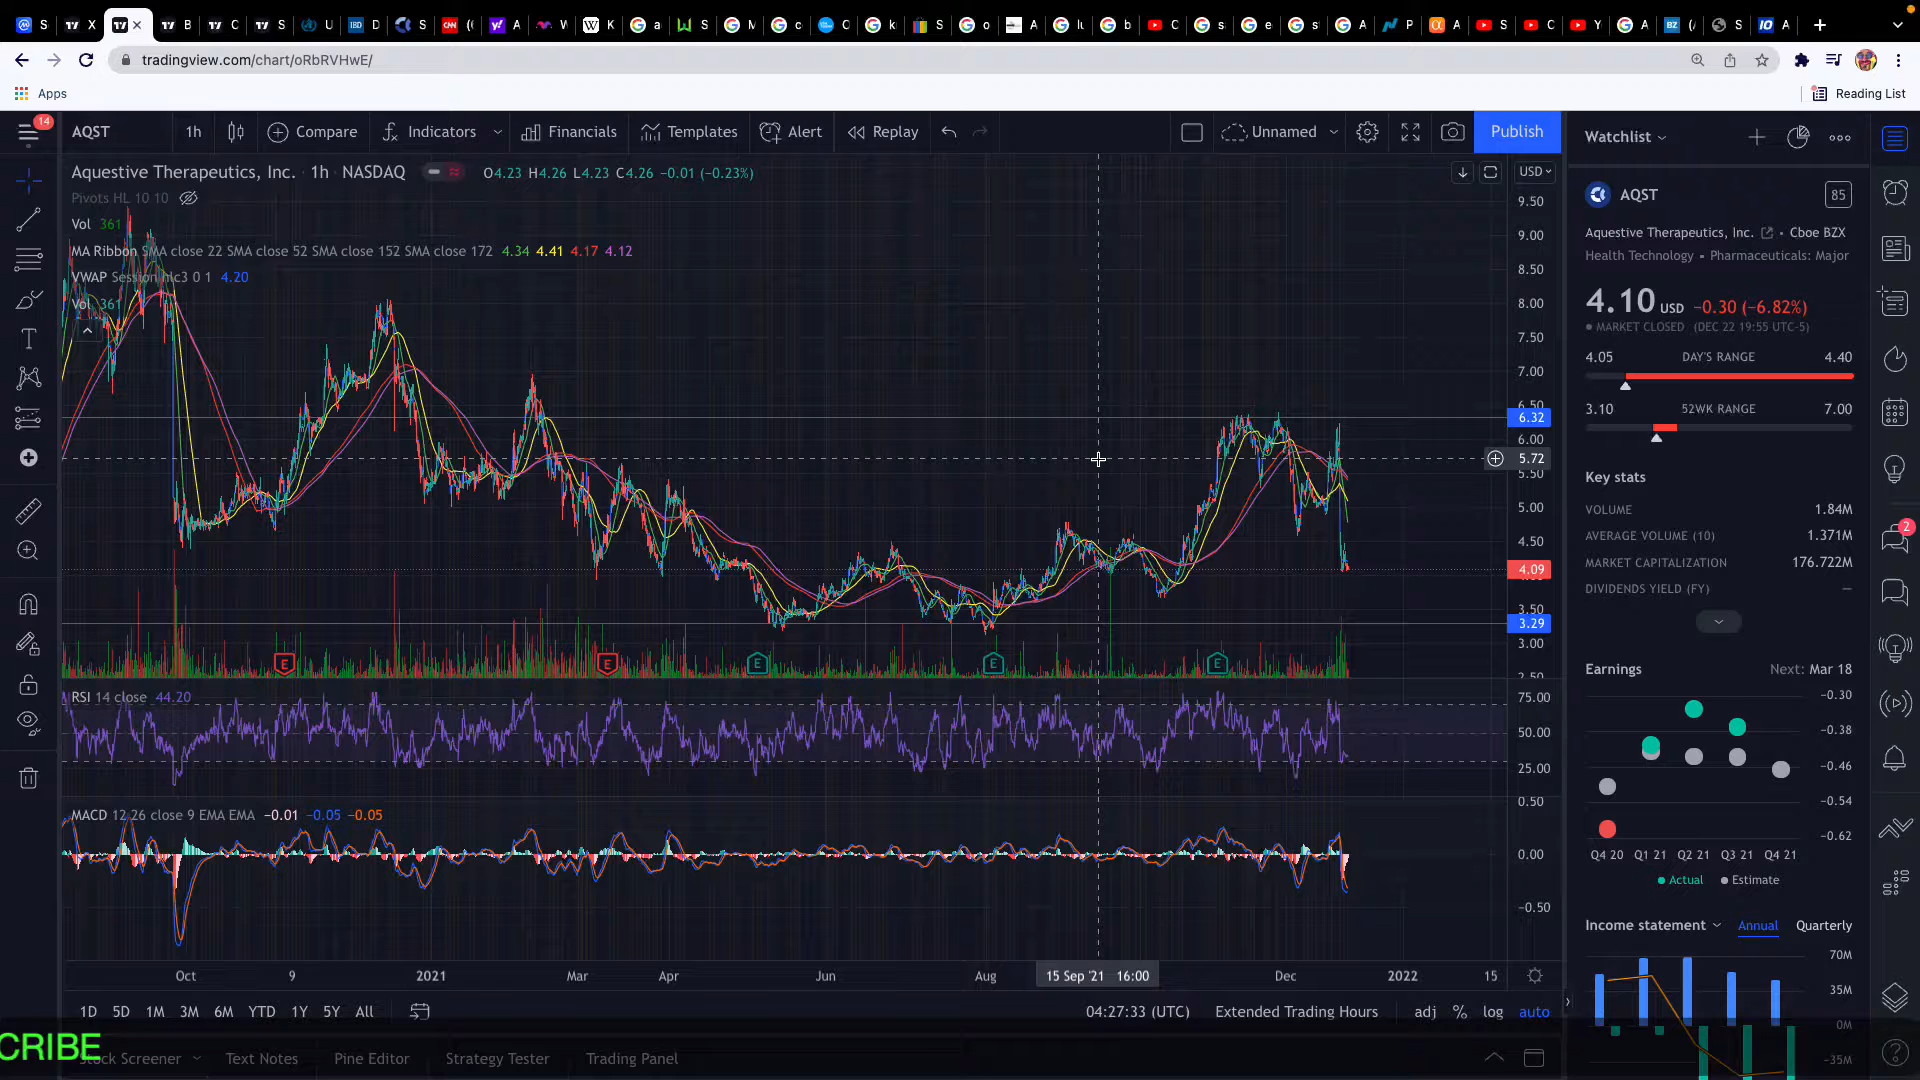 S X B C S U D S CNN A W K a S M c O k S o A lu b C s e s A P A S C Y A (A S A
tradingview.com/chart/oRbRVHwE/
Apps
Reading List
14
AQST 1h Compare Indicators Financials Templates Alert Replay Unnamed Publish
Watchlist
Aquestive Therapeutics, Inc. · 1h · NASDAQ O4.23 H4.26 L4.23 C4.26 −0.01 (−0.23%)
USD
Pivots HL 10 10
Vol 361
MA Ribbon SMA close 22 SMA close 52 SMA close 152 SMA close 172 4.34 4.41 4.17 4.12
VWAP Session hlc3 0 1 4.20
Vol 361
9.50
9.00
8.50
8.00
7.50
7.00
6.50
6.32
6.00
5.72
5.50
5.00
4.50
4.09
3.50
3.29
3.00
2.50
E E E E E
RSI 14 close 44.20
75.00
50.00
25.00
MACD 12 26 close 9 EMA EMA −0.01 −0.05 −0.05
0.50
0.00
−0.50
Oct 9 2021 Mar Apr Jun Aug 15 Sep '21 16:00 Dec 2022 15
1D 5D 1M 3M 6M YTD 1Y 5Y All
04:27:33 (UTC) Extended Trading Hours adj % log auto
CRIBE
Stock Screener Text Notes Pine Editor Strategy Tester Trading Panel
AQST
85
Aquestive Therapeutics, Inc. • Cboe BZX
Health Technology • Pharmaceuticals: Major
4.10 USD −0.30 (−6.82%)
MARKET CLOSED (DEC 22 19:55 UTC-5)
4.05 DAY'S RANGE 4.40
3.10 52WK RANGE 7.00
Key stats
VOLUME 1.84M
AVERAGE VOLUME (10) 1.371M
MARKET CAPITALIZATION 176.722M
DIVIDENDS YIELD (FY) —
Earnings Next: Mar 18
−0.30
−0.38
−0.46
−0.54
−0.62
Q4 20 Q1 21 Q2 21 Q3 21 Q4 21
Actual Estimate
Income statement Annual Quarterly
70M
35M
0M
−35M
2